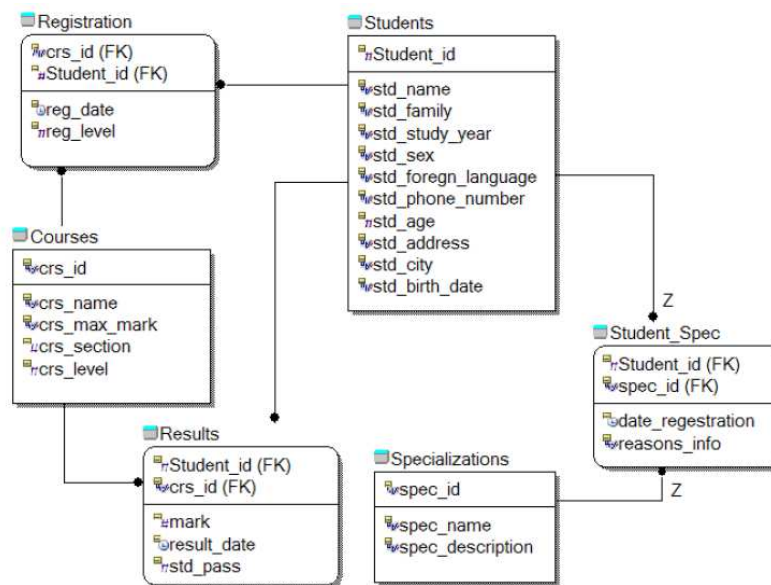 Registration
crs_id (FK)
Student_id (FK)
reg_date
reg_level
Students
Student_id
std_name
std_family
std_study_year
std_sex
std_foregn_language
std_phone_number
std_age
std_address
std_city
std_birth_date
Courses
crs_id
crs_name
crs_max_mark
crs_section
crs_level
Z
Student_Spec
Student_id (FK)
spec_id (FK)
date_regestration
reasons_info
Z
Results
Student_id (FK)
crs_id (FK)
mark
result_date
std_pass
Specializations
spec_id
spec_name
spec_description